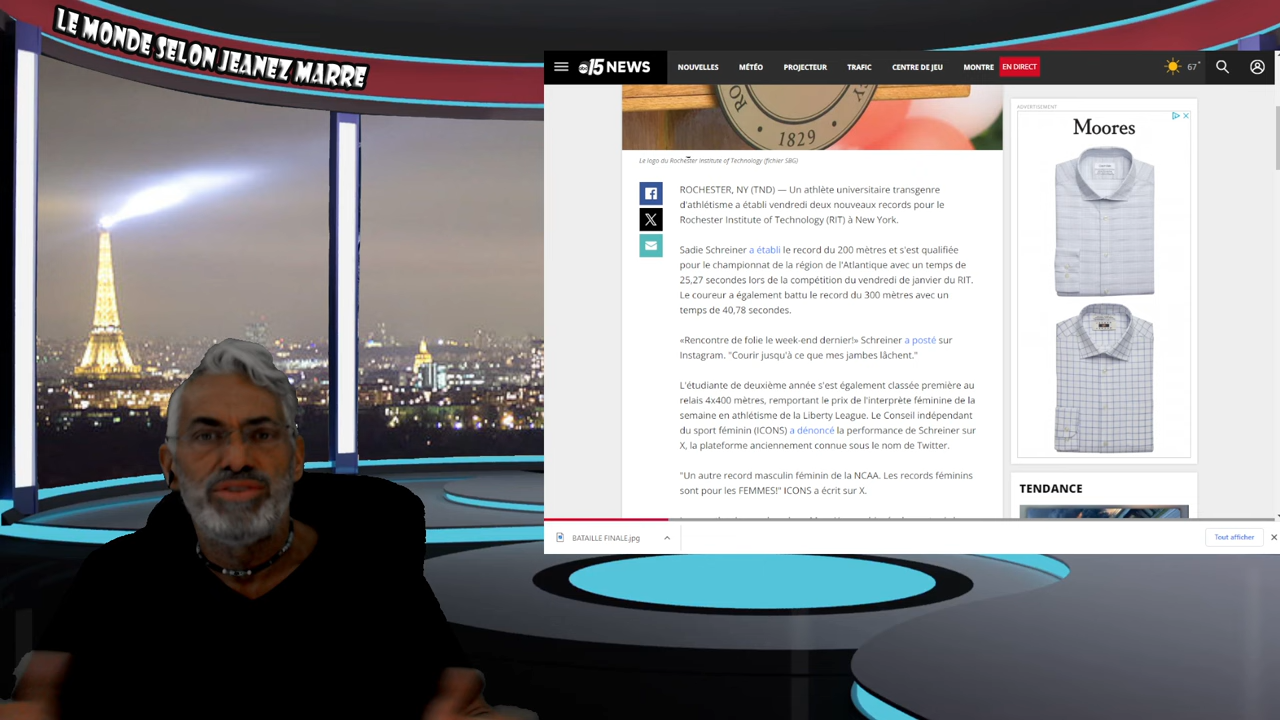 LE MONDE SELON JEANEZ MARRE
abc 15 NEWS
NOUVELLES MÉTÉO PROJECTEUR TRAFIC CENTRE DE JEU MONTRE EN DIRECT
67°
1829
Le logo du Rochester Institute of Technology (fichier SBG)
ROCHESTER, NY (TND) — Un athlète universitaire transgenre
d'athlétisme a établi vendredi deux nouveaux records pour le
Rochester Institute of Technology (RIT) à New York.
Sadie Schreiner a établi le record du 200 mètres et s'est qualifiée
pour le championnat de la région de l'Atlantique avec un temps de
25,27 secondes lors de la compétition du vendredi de janvier du RIT.
Le coureur a également battu le record du 300 mètres avec un
temps de 40,78 secondes.
«Rencontre de folie le week-end dernier!» Schreiner a posté sur
Instagram. "Courir jusqu'à ce que mes jambes lâchent."
L'étudiante de deuxième année s'est également classée première au
relais 4x400 mètres, remportant le prix de l'interprète féminine de la
semaine en athlétisme de la Liberty League. Le Conseil indépendant
du sport féminin (ICONS) a dénoncé la performance de Schreiner sur
X, la plateforme anciennement connue sous le nom de Twitter.
"Un autre record masculin féminin de la NCAA. Les records féminins
sont pour les FEMMES!" ICONS a écrit sur X.
ADVERTISEMENT
Moores
TENDANCE
BATAILLE FINALE.jpg
Tout afficher